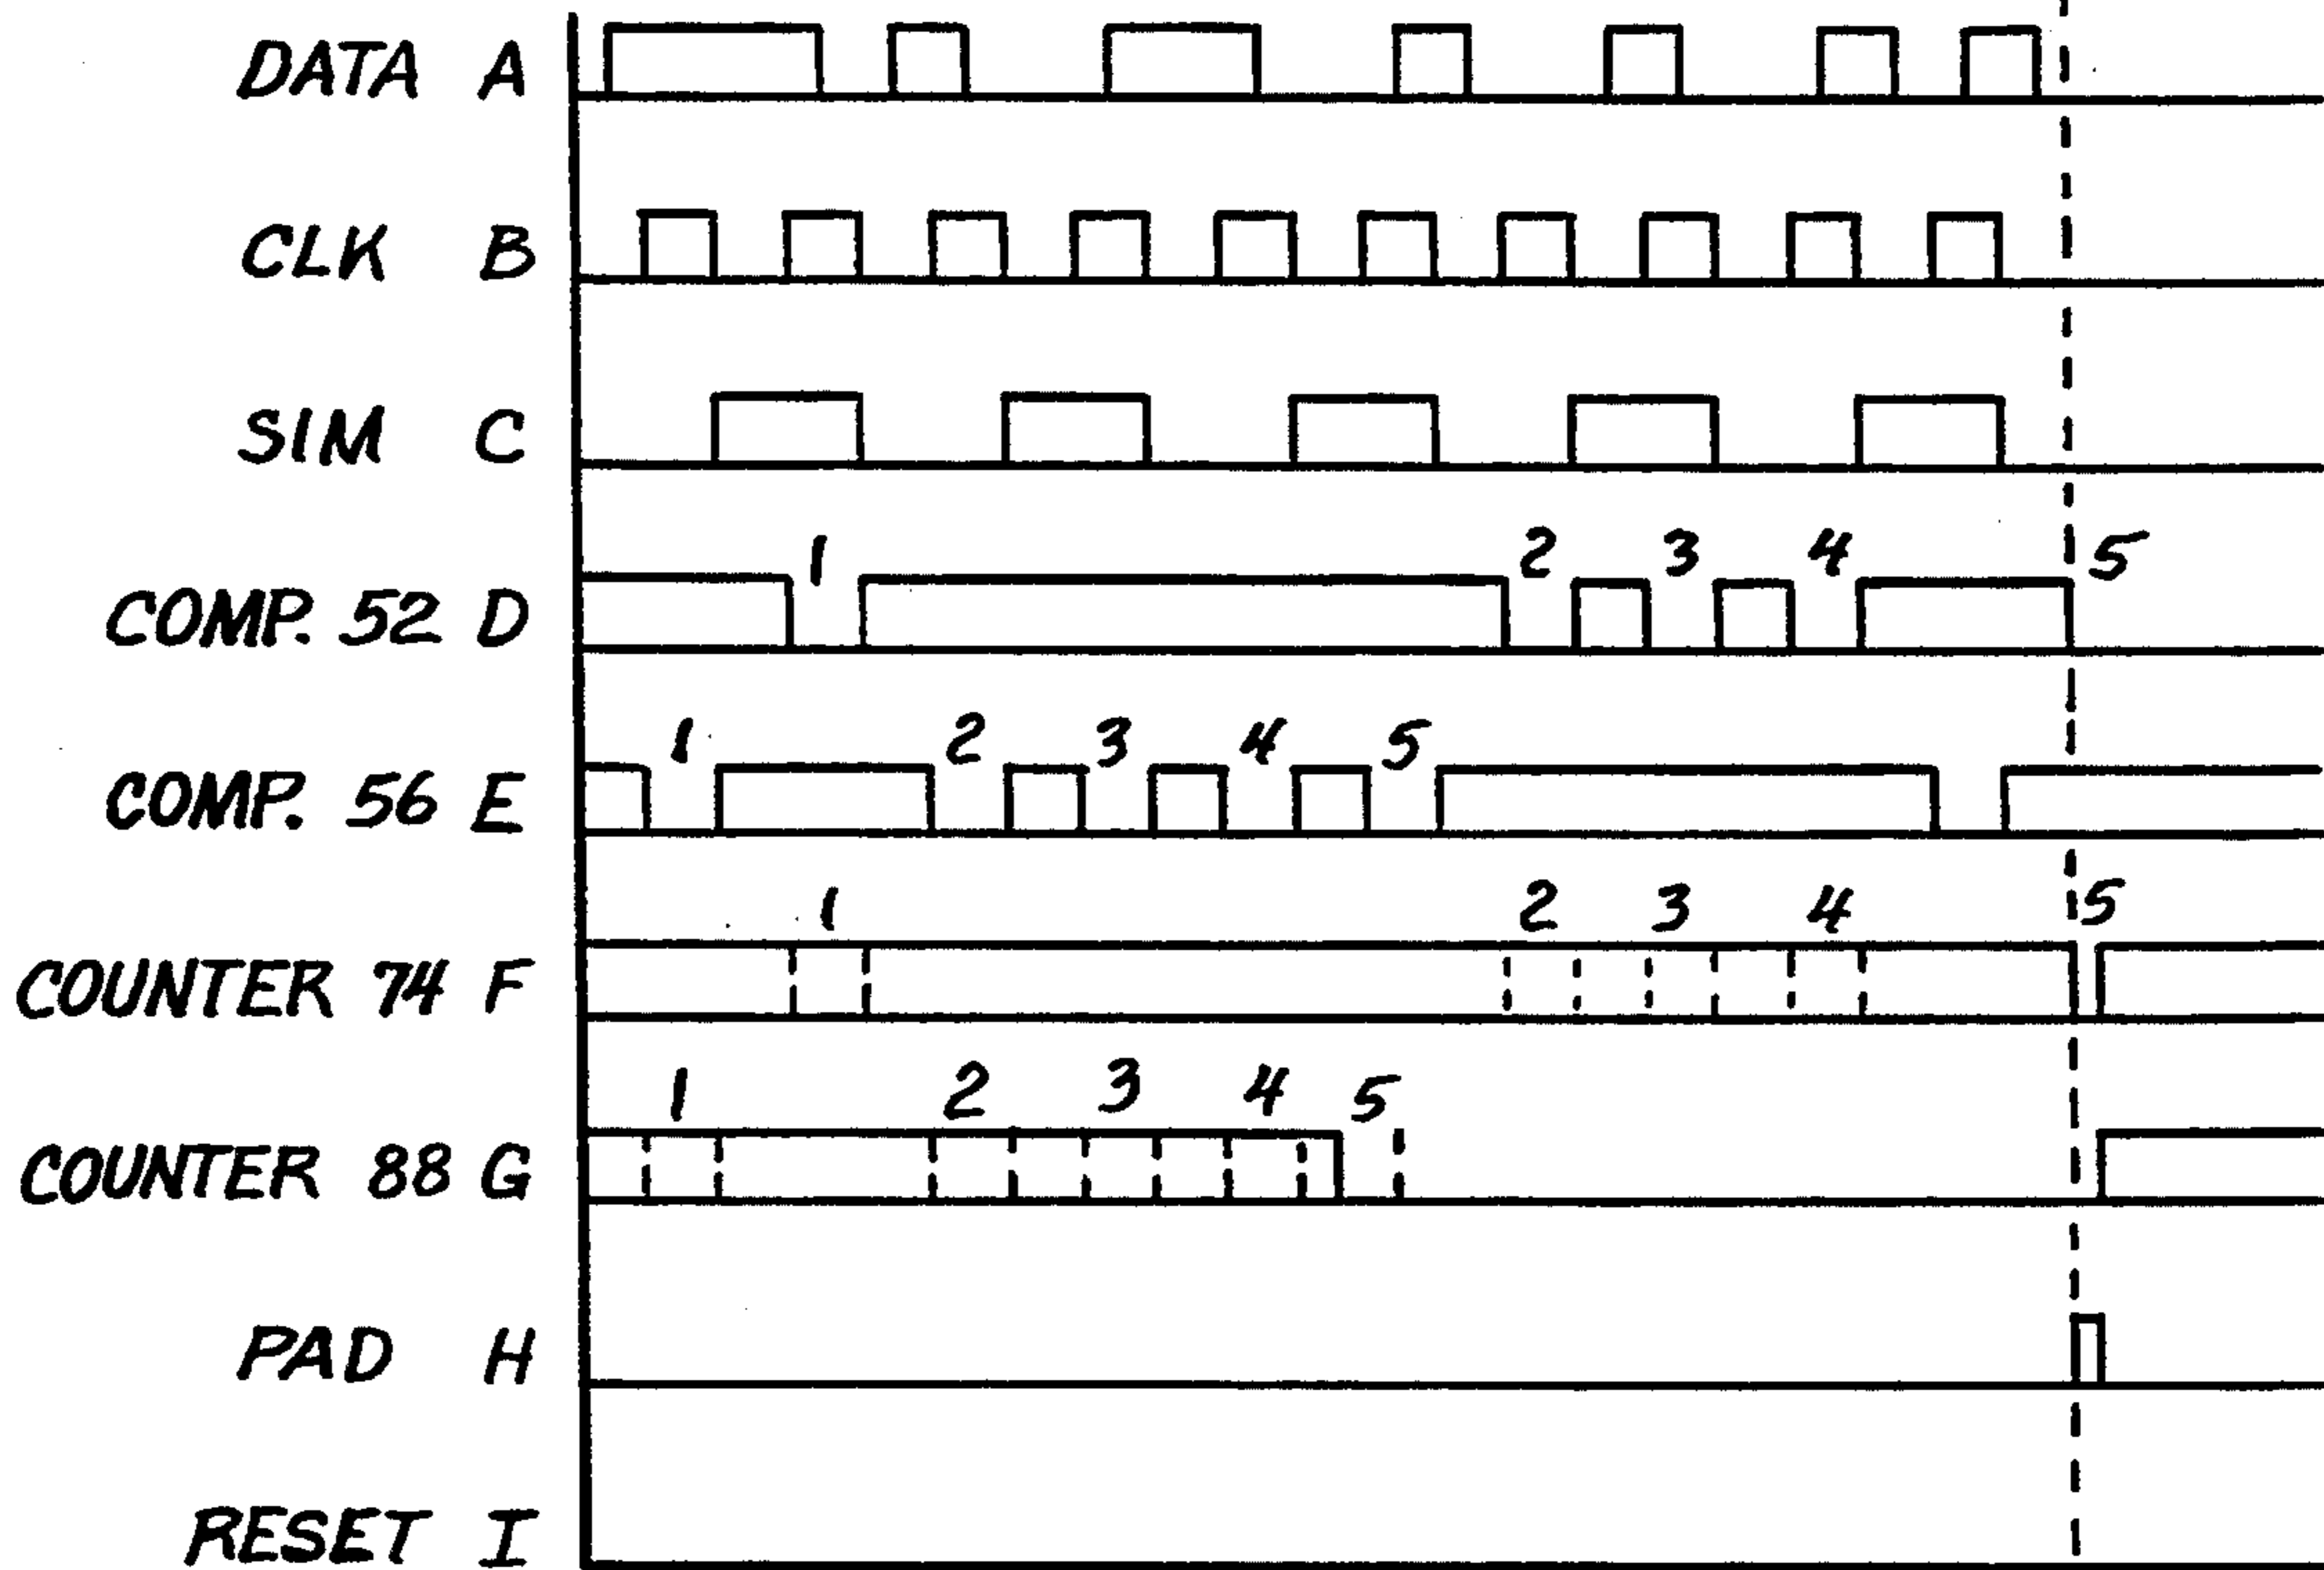 DATA A
CLK B
SIM C
1 2 3 4 5
COMP. 52 D
1 2 3 4 5
COMP. 56 E
1 2 3 4 5
COUNTER 74 F
1 2 3 4 5
COUNTER 88 G
PAD H
RESET I